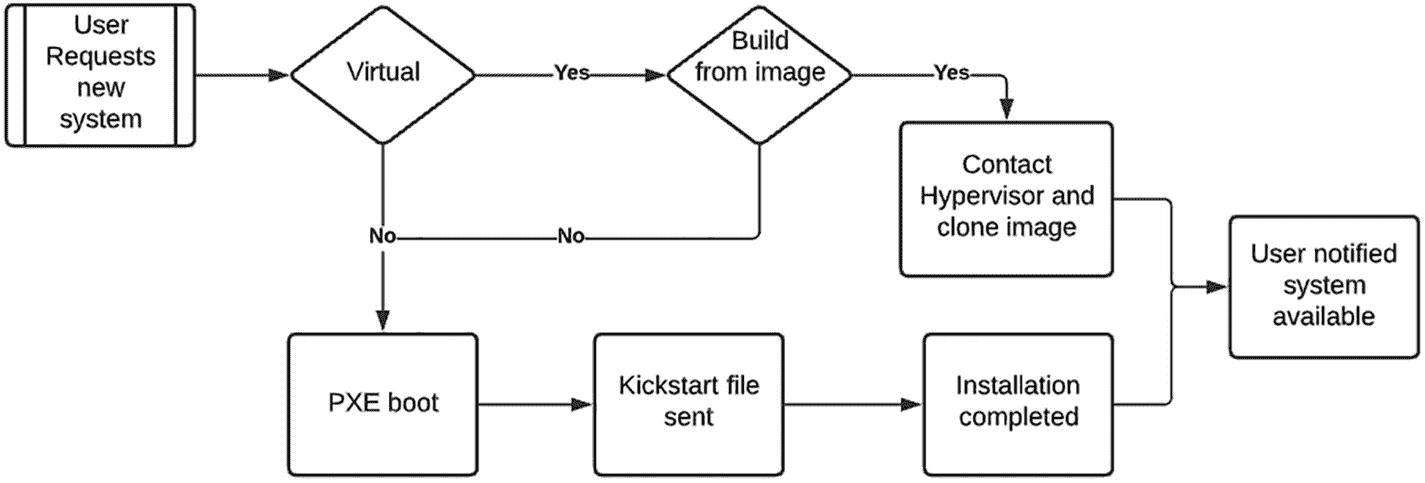 User
Requests
new
system
Virtual
Yes
Build
from image
Yes
Contact
Hypervisor and
clone image
No
No
User notified
system
available
PXE boot
Kickstart file
sent
Installation
completed